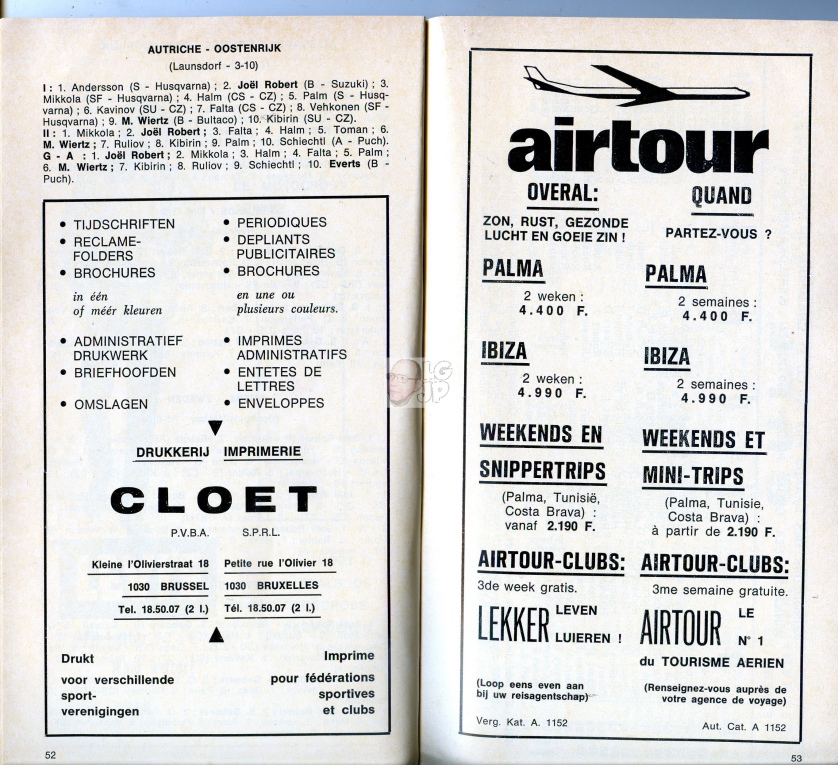 AUTRICHE - OOSTENRIJK
(Launsdorf - 3-10)
I : 1. Andersson (S - Husqvarna) ; 2. Joël Robert (B - Suzuki) ; 3.
Mikkola (SF - Husqvarna) ; 4. Halm (CS - CZ) ; 5. Palm (S - Husq-
varna) ; 6. Kavinov (SU - CZ) ; 7. Falta (CS - CZ) ; 8. Vehkonen (SF -
Husqvarna) ; 9. M. Wiertz (B - Bultaco) ; 10. Kibirin (SU - CZ).
II : 1. Mikkola ; 2. Joël Robert ; 3. Falta ; 4. Halm ; 5. Toman ; 6.
M. Wiertz ; 7. Ruliov ; 8. Kibirin ; 9. Palm ; 10. Schiechtl (A - Puch).
G - A : 1. Joël Robert ; 2. Mikkola ; 3. Halm ; 4. Falta ; 5. Palm ;
6. M. Wiertz ; 7. Kibirin ; 8. Ruliov ; 9. Schiechtl ; 10. Everts (B -
Puch).
• TIJDSCHRIFTEN
• RECLAME-
FOLDERS
• BROCHURES
in één
of méér kleuren
• ADMINISTRATIEF
DRUKWERK
• BRIEFHOOFDEN
• OMSLAGEN
• PERIODIQUES
• DEPLIANTS
PUBLICITAIRES
• BROCHURES
en une ou
plusieurs couleurs.
• IMPRIMES
ADMINISTRATIFS
• ENTETES DE
LETTRES
• ENVELOPPES
DRUKKERIJ IMPRIMERIE
CLOET
P.V.B.A. S.P.R.L.
Kleine l'Olivierstraat 18 Petite rue l'Olivier 18
1030 BRUSSEL 1030 BRUXELLES
Tel. 18.50.07 (2 l.) Tél. 18.50.07 (2 l.)
Drukt
voor verschillende
sport-
verenigingen
Imprime
pour fédérations
sportives
et clubs
52
LG
JP
airtour
OVERAL:
ZON, RUST, GEZONDE
LUCHT EN GOEIE ZIN !
PALMA
2 weken :
4.400 F.
IBIZA
2 weken :
4.990 F.
WEEKENDS EN
SNIPPERTRIPS
(Palma, Tunisië,
Costa Brava) :
vanaf 2.190 F.
AIRTOUR-CLUBS:
3de week gratis.
LEKKER LEVEN
LUIEREN !
(Loop eens even aan
bij uw reisagentschap)
Verg. Kat. A. 1152
QUAND
PARTEZ-VOUS ?
PALMA
2 semaines :
4.400 F.
IBIZA
2 semaines :
4.990 F.
WEEKENDS ET
MINI-TRIPS
(Palma, Tunisie,
Costa Brava) :
à partir de 2.190 F.
AIRTOUR-CLUBS:
3me semaine gratuite.
AIRTOUR LE
N° 1
du TOURISME AERIEN
(Renseignez-vous auprès de
votre agence de voyage)
Aut. Cat. A 1152
53